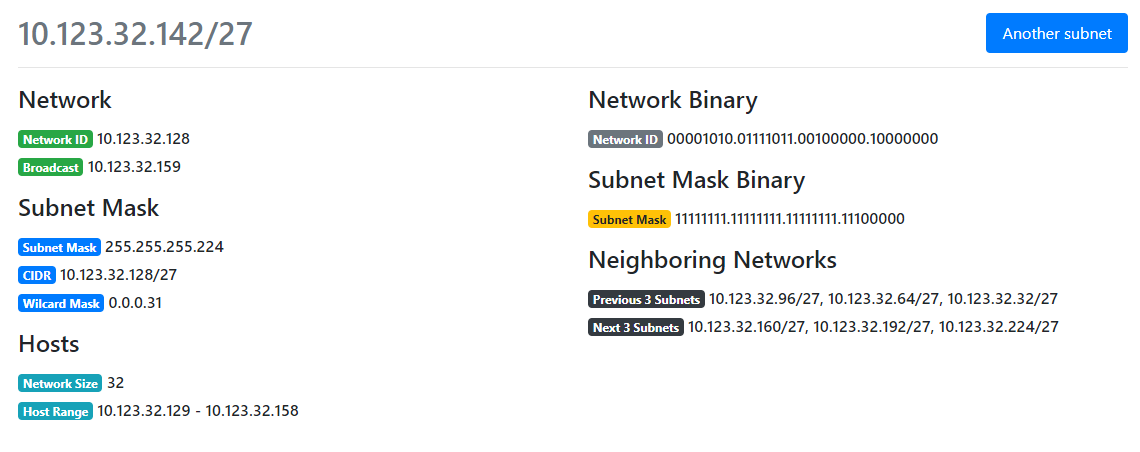 10.123.32.142/27
Another subnet
Network
Network ID 10.123.32.128
Broadcast 10.123.32.159
Subnet Mask
Subnet Mask 255.255.255.224
CIDR 10.123.32.128/27
Wilcard Mask 0.0.0.31
Hosts
Network Size 32
Host Range 10.123.32.129 - 10.123.32.158
Network Binary
Network ID 00001010.01111011.00100000.10000000
Subnet Mask Binary
Subnet Mask 11111111.11111111.11111111.11100000
Neighboring Networks
Previous 3 Subnets 10.123.32.96/27, 10.123.32.64/27, 10.123.32.32/27
Next 3 Subnets 10.123.32.160/27, 10.123.32.192/27, 10.123.32.224/27